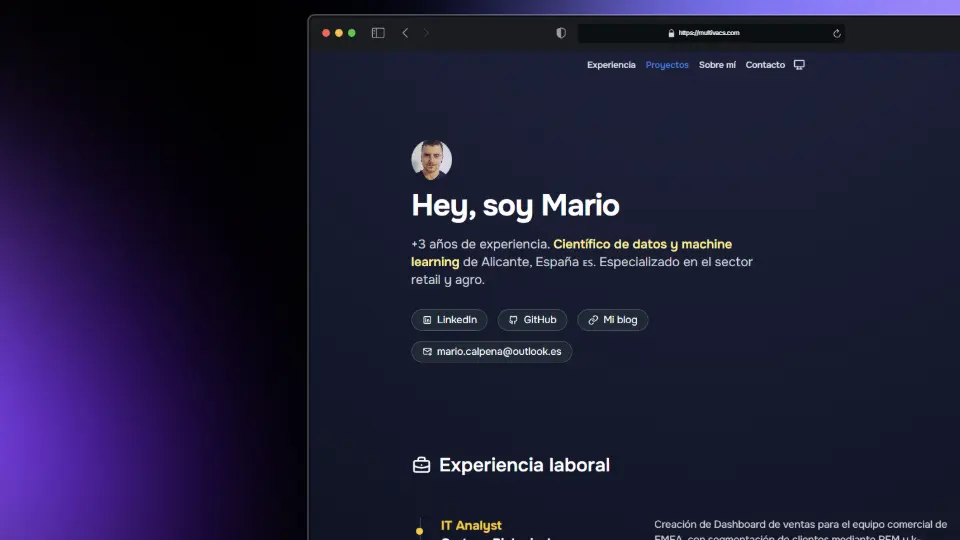 https://multivacs.com
Experiencia Proyectos Sobre mí Contacto
Hey, soy Mario
+3 años de experiencia. Científico de datos y machine
learning de Alicante, España ES. Especializado en el sector
retail y agro.
LinkedIn GitHub Mi blog
mario.calpena@outlook.es
Experiencia laboral
IT Analyst
Creación de Dashboard de ventas para el equipo comercial de
EMEA, con segmentación de clientes mediante RFM y k-